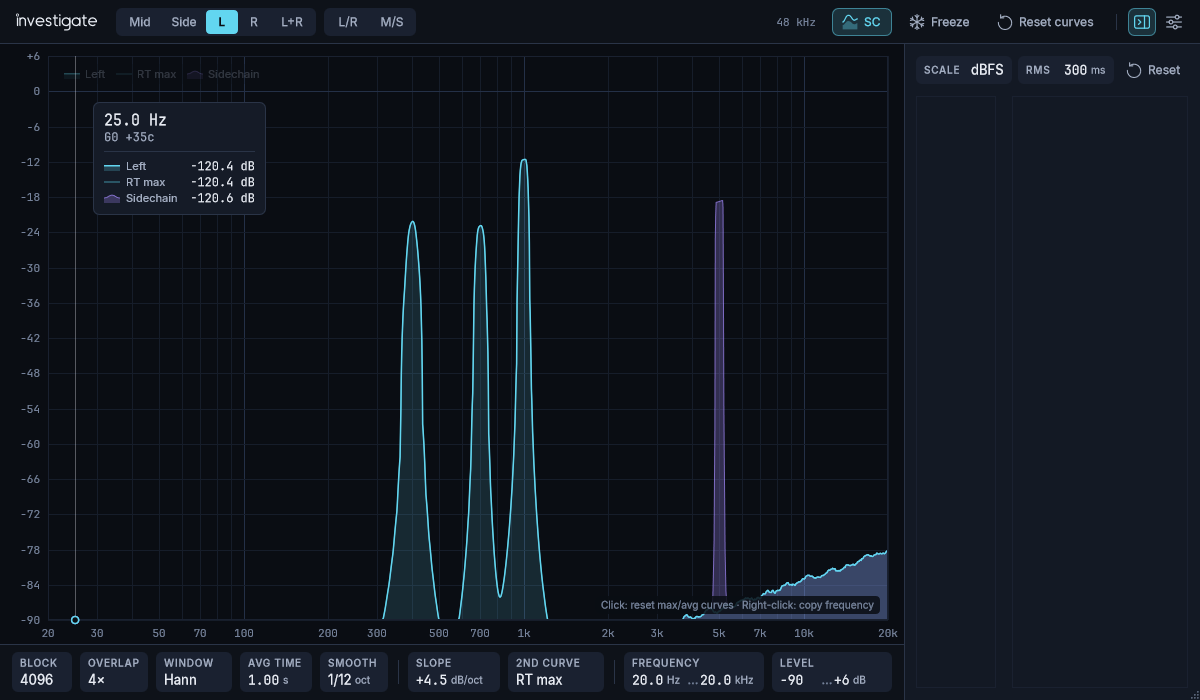 investigate
Mid Side L R L+R L/R M/S 48 kHz SC Freeze Reset curves
SCALE dBFS RMS 300 ms Reset
Left RT max Sidechain
25.0 Hz
G0 +35c
Left -120.4 dB
RT max -120.4 dB
Sidechain -120.6 dB
+6
0
-6
-12
-18
-24
-30
-36
-42
-48
-54
-60
-66
-72
-78
-84
-90
Click: reset max/avg curves · Right-click: copy frequency
20 30 50 70 100 200 300 500 700 1k 2k 3k 5k 7k 10k 20k
BLOCK OVERLAP WINDOW AVG TIME SMOOTH SLOPE 2ND CURVE FREQUENCY LEVEL
4096 4× Hann 1.00 s 1/12 oct +4.5 dB/oct RT max 20.0 Hz ...20.0 kHz -90 ...+6 dB